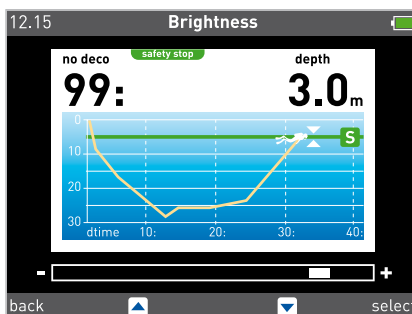 12.15 Brightness
no deco safety stop depth
99: 3.0m
0
S
10
20
30
dtime 10: 20: 30: 40:
- +
back select